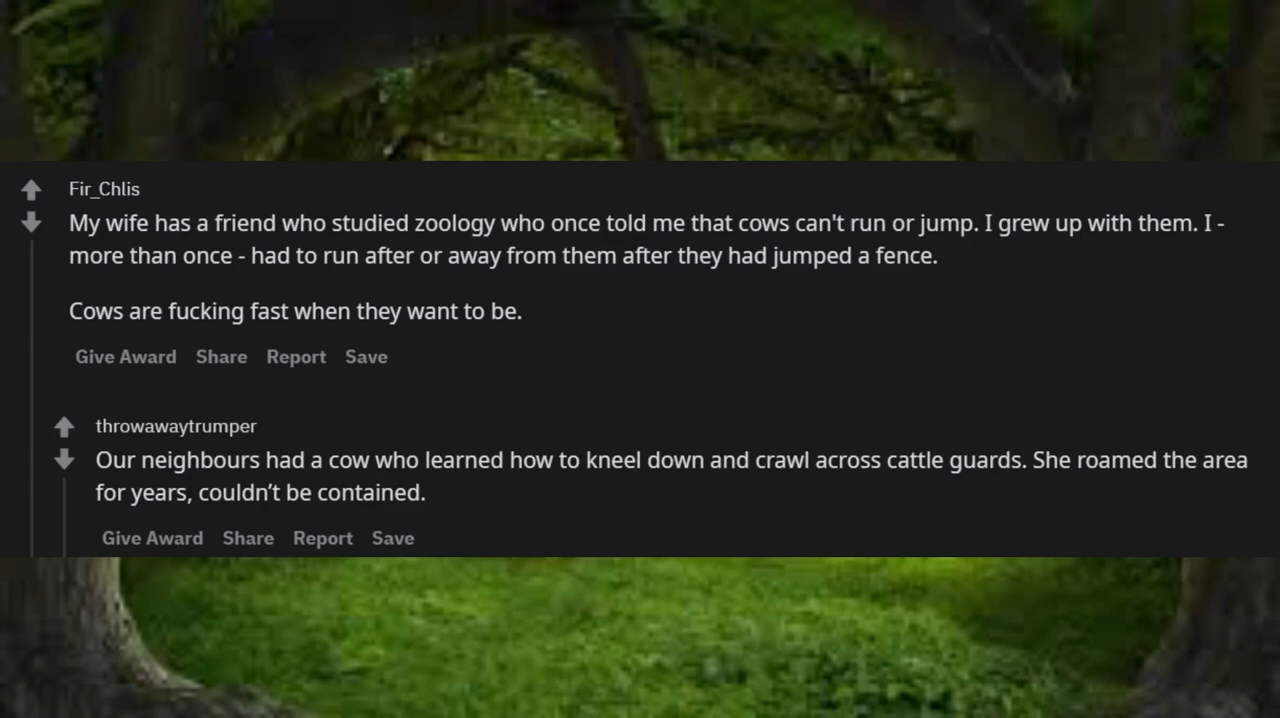 Fir_Chlis
My wife has a friend who studied zoology who once told me that cows can't run or jump. I grew up with them. I -
more than once - had to run after or away from them after they had jumped a fence.
Cows are fucking fast when they want to be.
Give Award Share Report Save
throwawaytrumper
Our neighbours had a cow who learned how to kneel down and crawl across cattle guards. She roamed the area
for years, couldn’t be contained.
Give Award Share Report Save